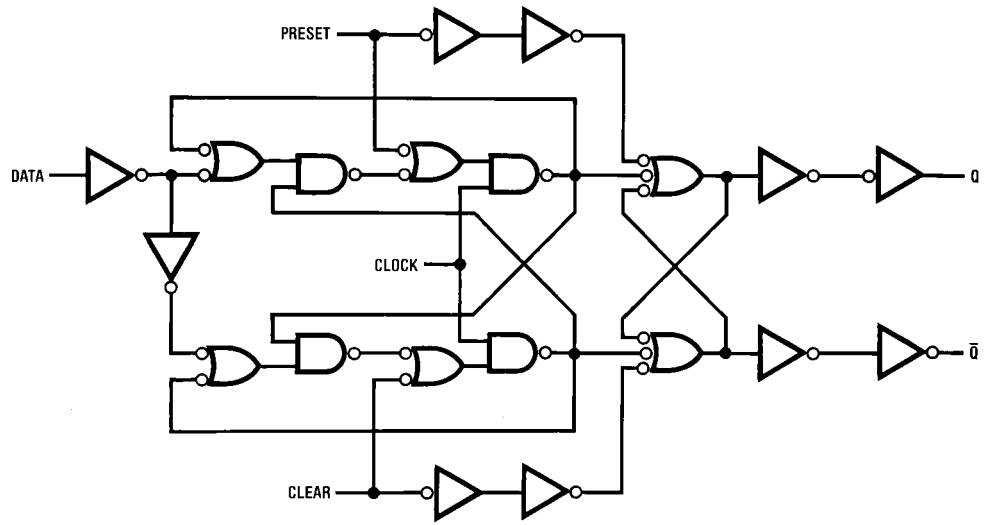 PRESET
DATA
Q
CLOCK
Q̅
CLEAR